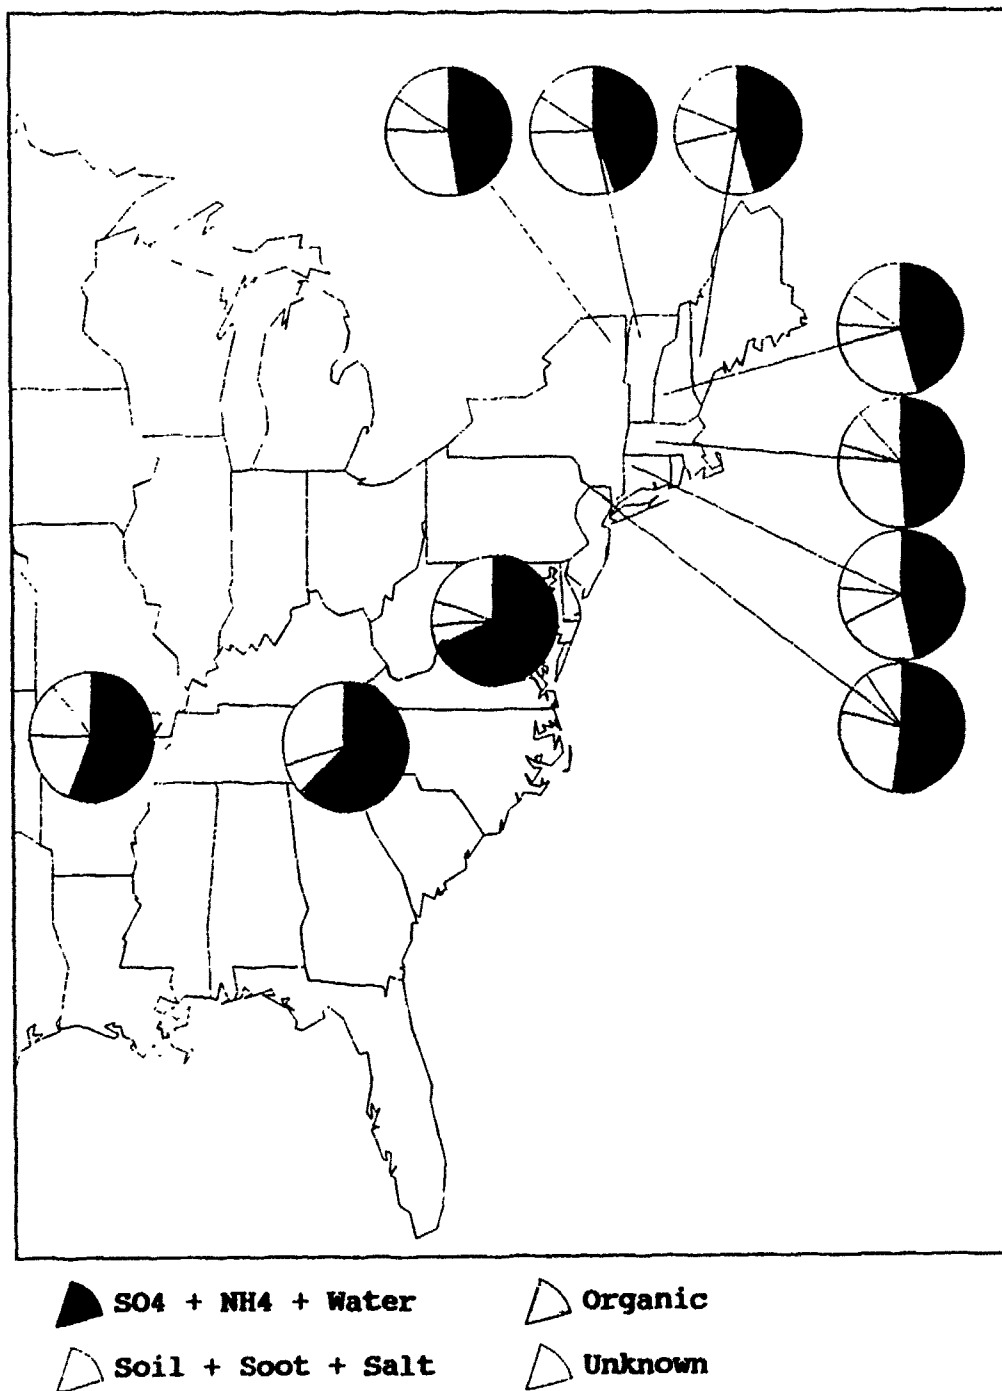 SO4 + NH4 + Water
Organic
Soil + Soot + Salt
Unknown